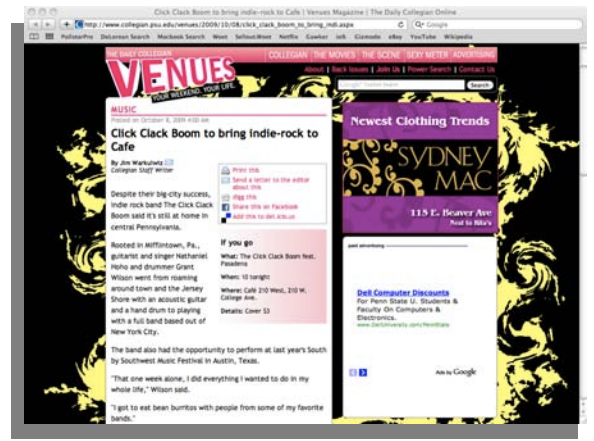 Click Clack Boom to bring indie-rock to Cafe | Venues Magazine | The Daily Collegian Online
http://www.collegian.psu.edu/venues/2009/10/08/click_clack_boom_to_bring_indi.aspx
Google
PollstarPro DeLorean Search Macbook Search Woot Sellout.Woot Netflix Gawker io9 Gizmodo eBay YouTube Wikipedia
THE DAILY COLLEGIAN
COLLEGIAN THE MOVIES THE SCENE SEXY METER ADVERTISING
VENUES
YOUR WEEKEND. YOUR LIFE.
About | Back Issues | Join Us | Power Search | Contact Us
Search
MUSIC
Posted on October 8, 2009 4:00 AM
Click Clack Boom to bring indie-rock to
Cafe
By Jim Warkulwiz
Collegian Staff Writer
Print this
Send a letter to the editor
about this
digg this
Share this on Facebook
Add this to del.icio.us
Despite their big-city success,
indie rock band The Click Clack
Boom said it's still at home in
central Pennsylvania.
Rooted in Mifflintown, Pa.,
guitarist and singer Nathaniel
Hoho and drummer Grant
Wilson went from roaming
around town and the Jersey
Shore with an acoustic guitar
and a hand drum to playing
with a full band based out of
New York City.
If you go
What: The Click Clack Boom feat.
Pasadena
When: 10 tonight
Where: Café 210 West, 210 W.
College Ave.
Details: Cover $3
The band also had the opportunity to perform at last year's South
by Southwest Music Festival in Austin, Texas.
"That one week alone, I did everything I wanted to do in my
whole life," Wilson said.
"I got to eat bean burritos with people from some of my favorite
bands."
Newest Clothing Trends
SYDNEY
MAC
115 E. Beaver Ave
Next to Rita's
paid advertising
Dell Computer Discounts
For Penn State U. Students &
Faculty On Computers &
Electronics.
www.DellUniversity.com/PennState
Ads by Google